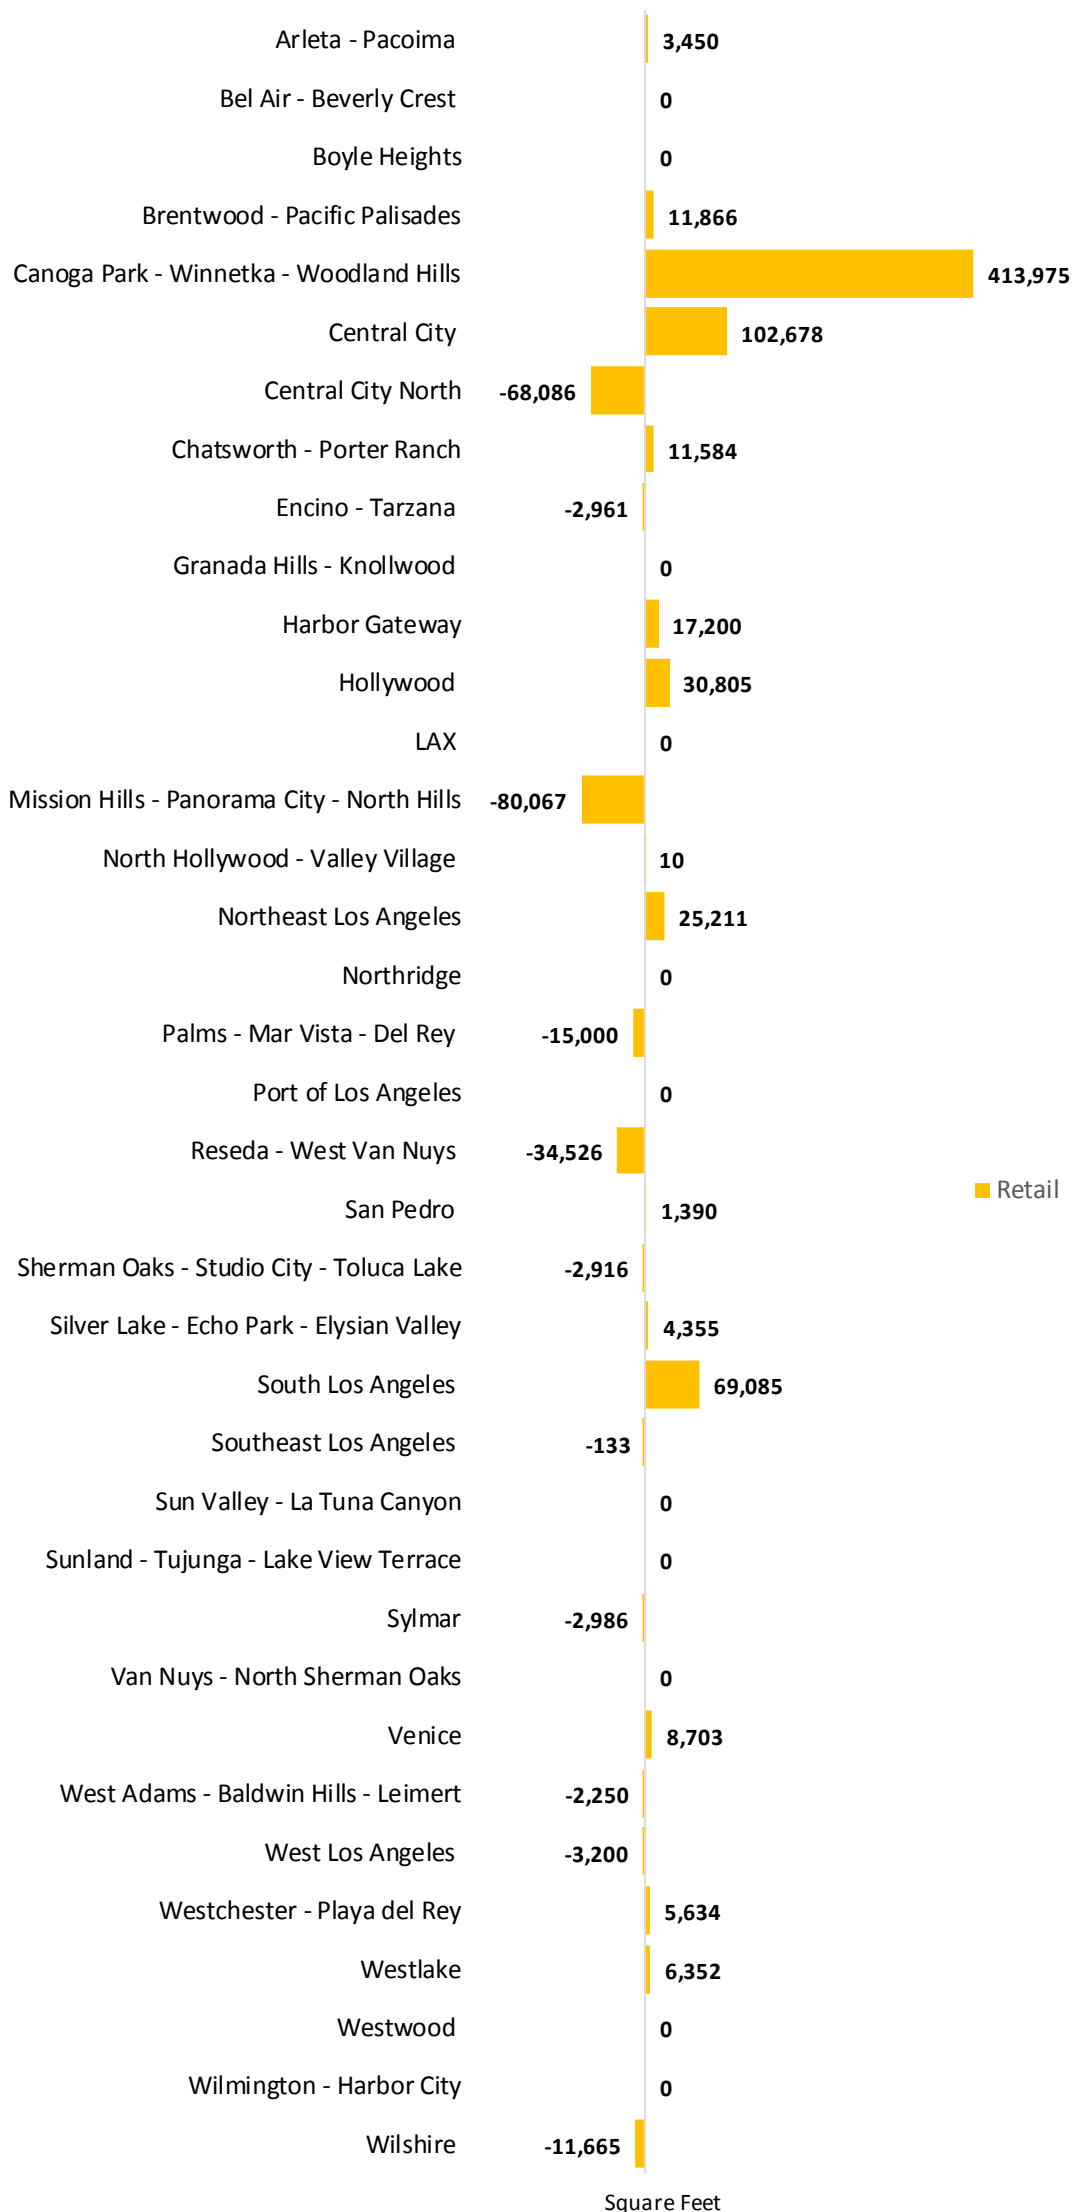 Arleta - Pacoima 3,450
Bel Air - Beverly Crest 0
Boyle Heights 0
Brentwood - Pacific Palisades 11,866
Canoga Park - Winnetka - Woodland Hills 413,975
Central City 102,678
Central City North -68,086
Chatsworth - Porter Ranch 11,584
Encino - Tarzana -2,961
Granada Hills - Knollwood 0
Harbor Gateway 17,200
Hollywood 30,805
LAX 0
Mission Hills - Panorama City - North Hills -80,067
North Hollywood - Valley Village 10
Northeast Los Angeles 25,211
Northridge 0
Palms - Mar Vista - Del Rey -15,000
Port of Los Angeles 0
Reseda - West Van Nuys -34,526
Retail
San Pedro 1,390
Sherman Oaks - Studio City - Toluca Lake -2,916
Silver Lake - Echo Park - Elysian Valley 4,355
South Los Angeles 69,085
Southeast Los Angeles -133
Sun Valley - La Tuna Canyon 0
Sunland - Tujunga - Lake View Terrace 0
Sylmar -2,986
Van Nuys - North Sherman Oaks 0
Venice 8,703
West Adams - Baldwin Hills - Leimert -2,250
West Los Angeles -3,200
Westchester - Playa del Rey 5,634
Westlake 6,352
Westwood 0
Wilmington - Harbor City 0
Wilshire -11,665
Square Feet